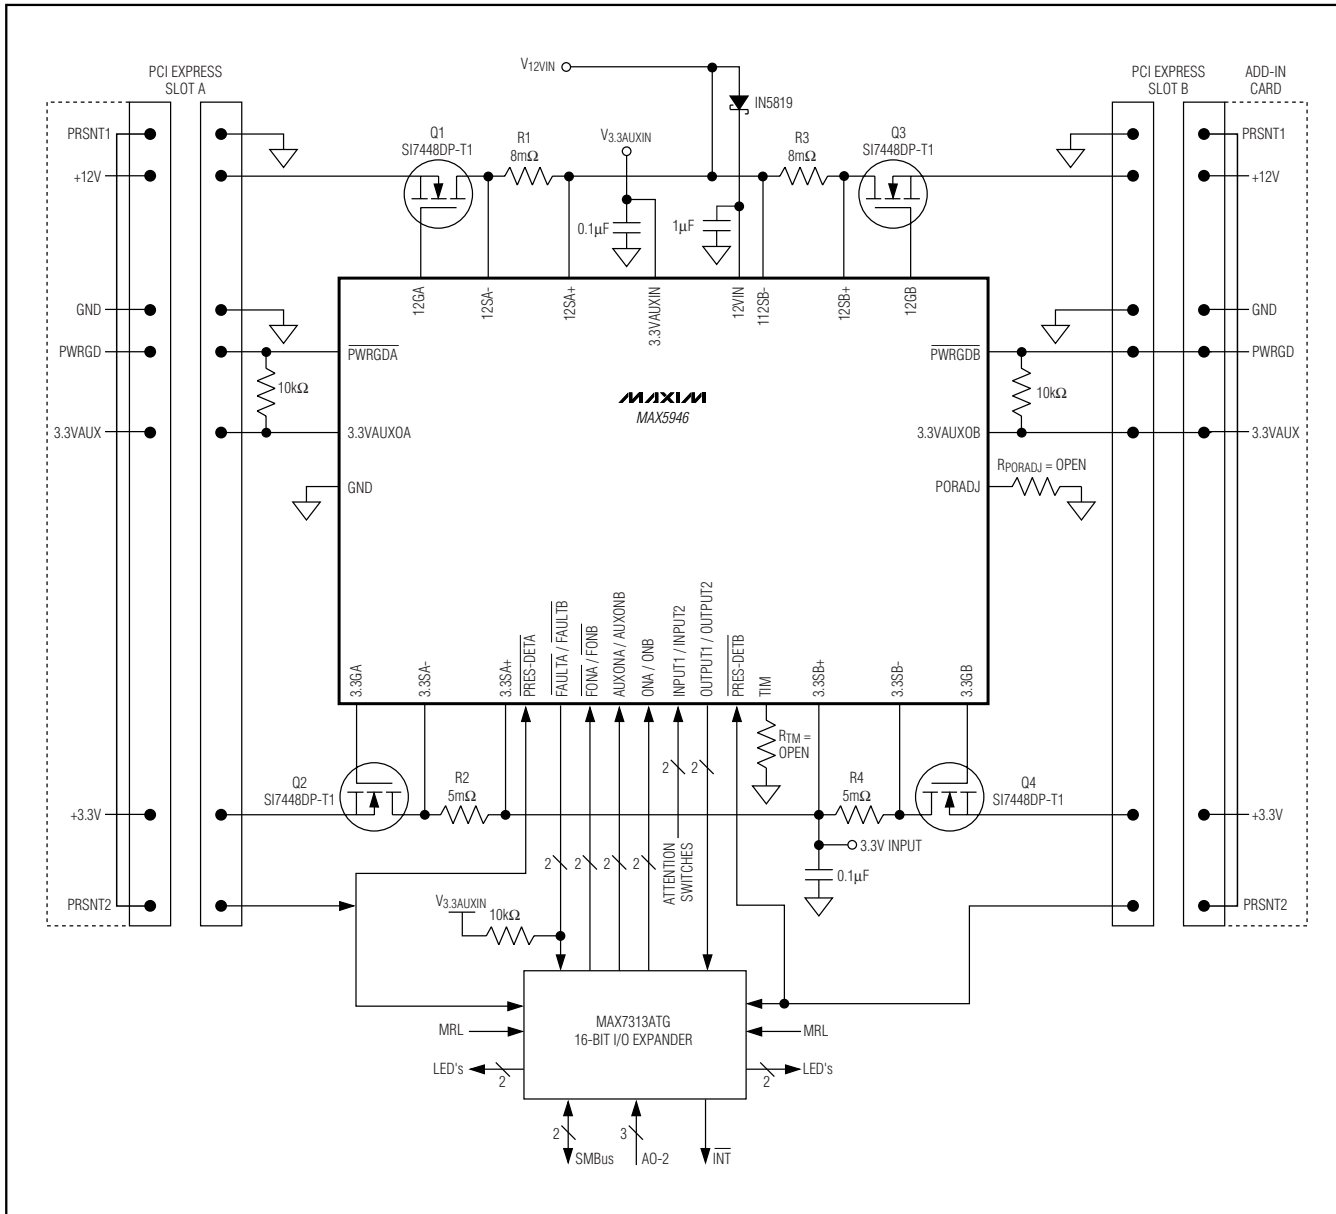 PCI EXPRESS
SLOT A
V12VIN
IN5819
PCI EXPRESS
SLOT B
ADD-IN
CARD
PRSNT1
+12V
GND
PWRGD
3.3VAUX
+3.3V
PRSNT2
Q1
SI7448DP-T1
R1
8mΩ
V3.3AUXIN
0.1µF
1µF
R3
8mΩ
Q3
SI7448DP-T1
PRSNT1
+12V
GND
PWRGD
3.3VAUX
+3.3V
PRSNT2
12GA
12SA-
12SA+
3.3VAUXIN
12VIN
112SB-
12SB+
12GB
PWRGDA
10kΩ
3.3VAUXOA
GND
MAXIM
MAX5946
PWRGDB
10kΩ
3.3VAUXOB
PORADJ
RPORADJ = OPEN
3.3GA
3.3SA-
3.3SA+
PRES-DETA
FAULTA / FAULTB
FONA / FONB
AUXONA / AUXONB
ONA / ONB
INPUT1 / INPUT2
OUTPUT1 / OUTPUT2
PRES-DETB
TIM
3.3SB+
3.3SB-
3.3GB
Q2
SI7448DP-T1
R2
5mΩ
2
2
RTM =
OPEN
R4
5mΩ
Q4
SI7448DP-T1
3.3V INPUT
0.1µF
2
2
2
2
ATTENTION
SWITCHES
V3.3AUXIN
10kΩ
MAX7313ATG
16-BIT I/O EXPANDER
MRL
MRL
LED's
2
2
LED's
2
SMBus
3
AO-2
INT